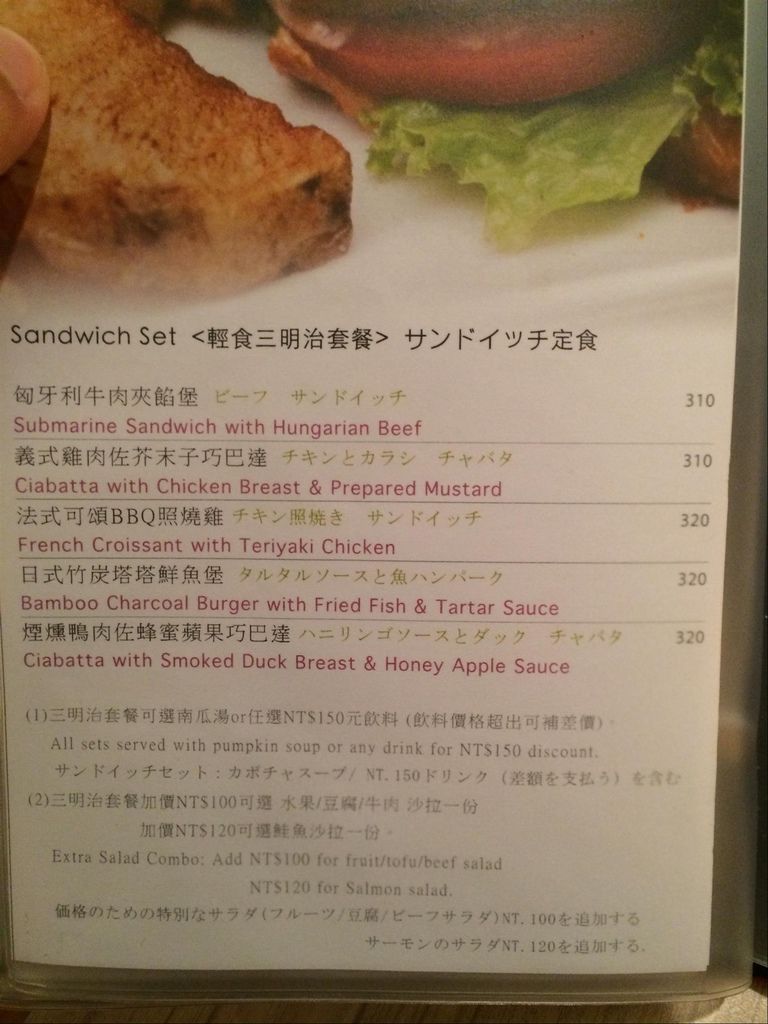 Sandwich Set <輕食三明治套餐> サンドイッチ定食
匈牙利牛肉夾餡堡 ビーフ サンドイッチ 310
Submarine Sandwich with Hungarian Beef
義式雞肉佐芥末子巧巴達 チキンとカラシ チャバタ 310
Ciabatta with Chicken Breast & Prepared Mustard
法式可頌BBQ照燒雞 チキン照焼き サンドイッチ 320
French Croissant with Teriyaki Chicken
日式竹炭塔塔鮮魚堡 タルタルソースと魚ハンバーク 320
Bamboo Charcoal Burger with Fried Fish & Tartar Sauce
煙燻鴨肉佐蜂蜜蘋果巧巴達 ハニリンゴソースとダック チャバタ 320
Ciabatta with Smoked Duck Breast & Honey Apple Sauce
(1)三明治套餐可選南瓜湯or任選NT$150元飲料 (飲料價格超出可補差價)。
All sets served with pumpkin soup or any drink for NT$150 discount.
サンドイッチセット：カボチャスープ/ NT. 150ドリンク（差額を支払う）を含む
(2)三明治套餐加價NT$100可選 水果/豆腐/牛肉 沙拉一份
加價NT$120可選鮭魚沙拉一份。
Extra Salad Combo: Add NT$100 for fruit/tofu/beef salad
NT$120 for Salmon salad.
価格のための特別なサラダ(フルーツ/豆腐/ビーフサラダ)NT. 100を追加する
サーモンのサラダNT. 120を追加する.